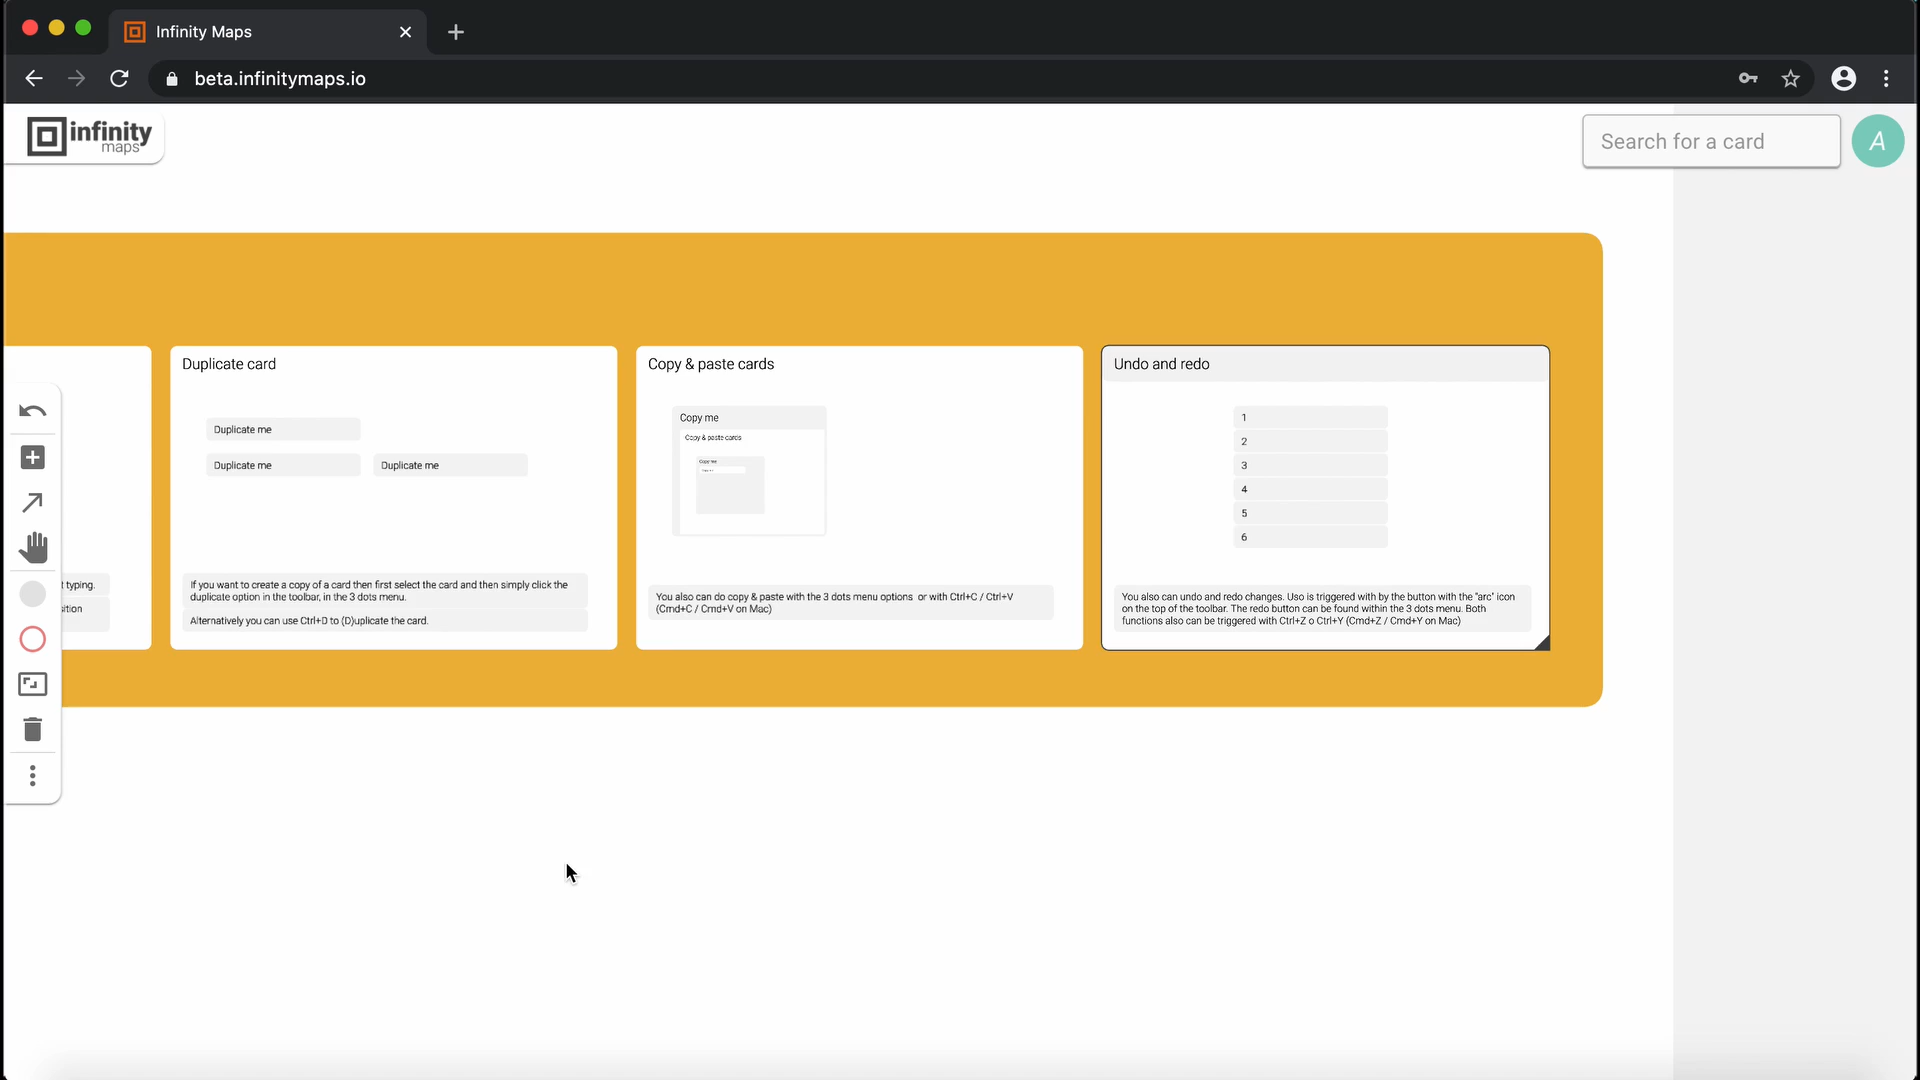 Infinity Maps
beta.infinitymaps.io
infinity
maps
Search for a card
A
t typing.
sition
Duplicate card
Duplicate me
Duplicate me
Duplicate me
If you want to create a copy of a card then first select the card and then simply click the
duplicate option in the toolbar, in the 3 dots menu.
Alternatively you can use Ctrl+D to (D)uplicate the card.
Copy & paste cards
Copy me
Copy & paste cards
Copy me
You also can do copy & paste with the 3 dots menu options or with Ctrl+C / Ctrl+V
(Cmd+C / Cmd+V on Mac)
Undo and redo
1
2
3
4
5
6
You also can undo and redo changes. Uso is triggered with by the button with the "arc" icon
on the top of the toolbar. The redo button can be found within the 3 dots menu. Both
functions also can be triggered with Ctrl+Z o Ctrl+Y (Cmd+Z / Cmd+Y on Mac)